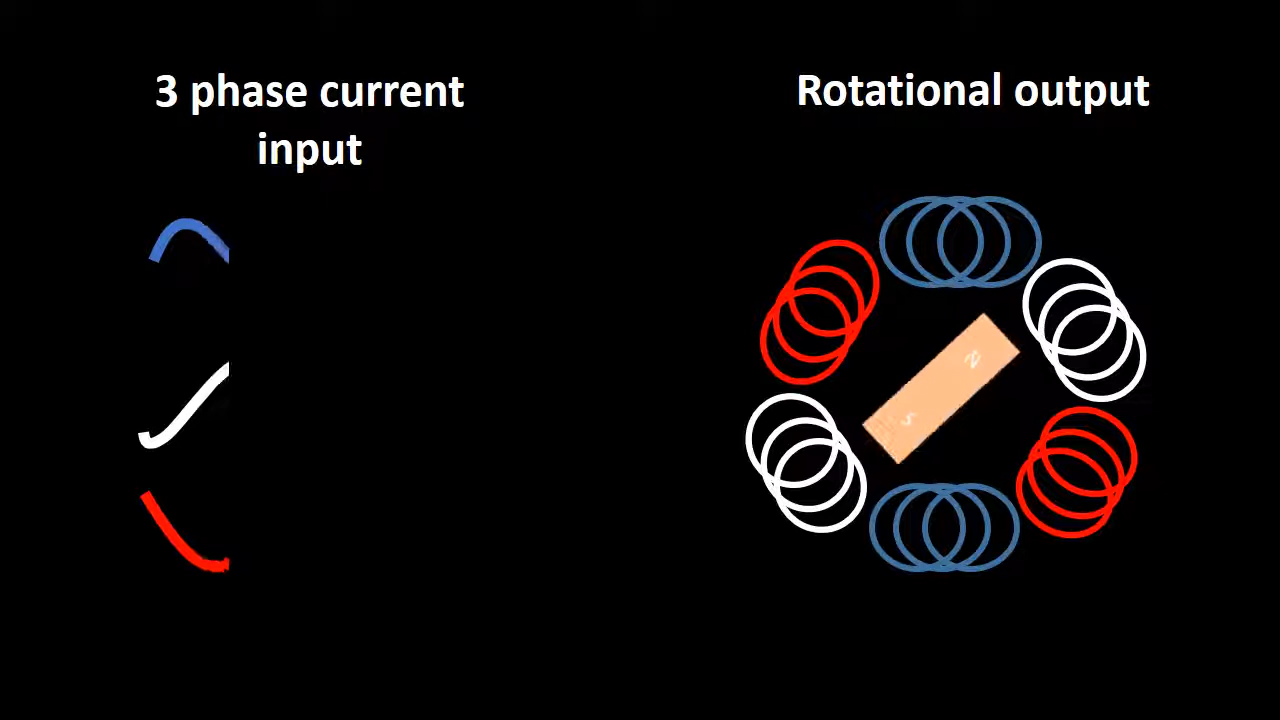 3 phase current
input
Rotational output
N
S